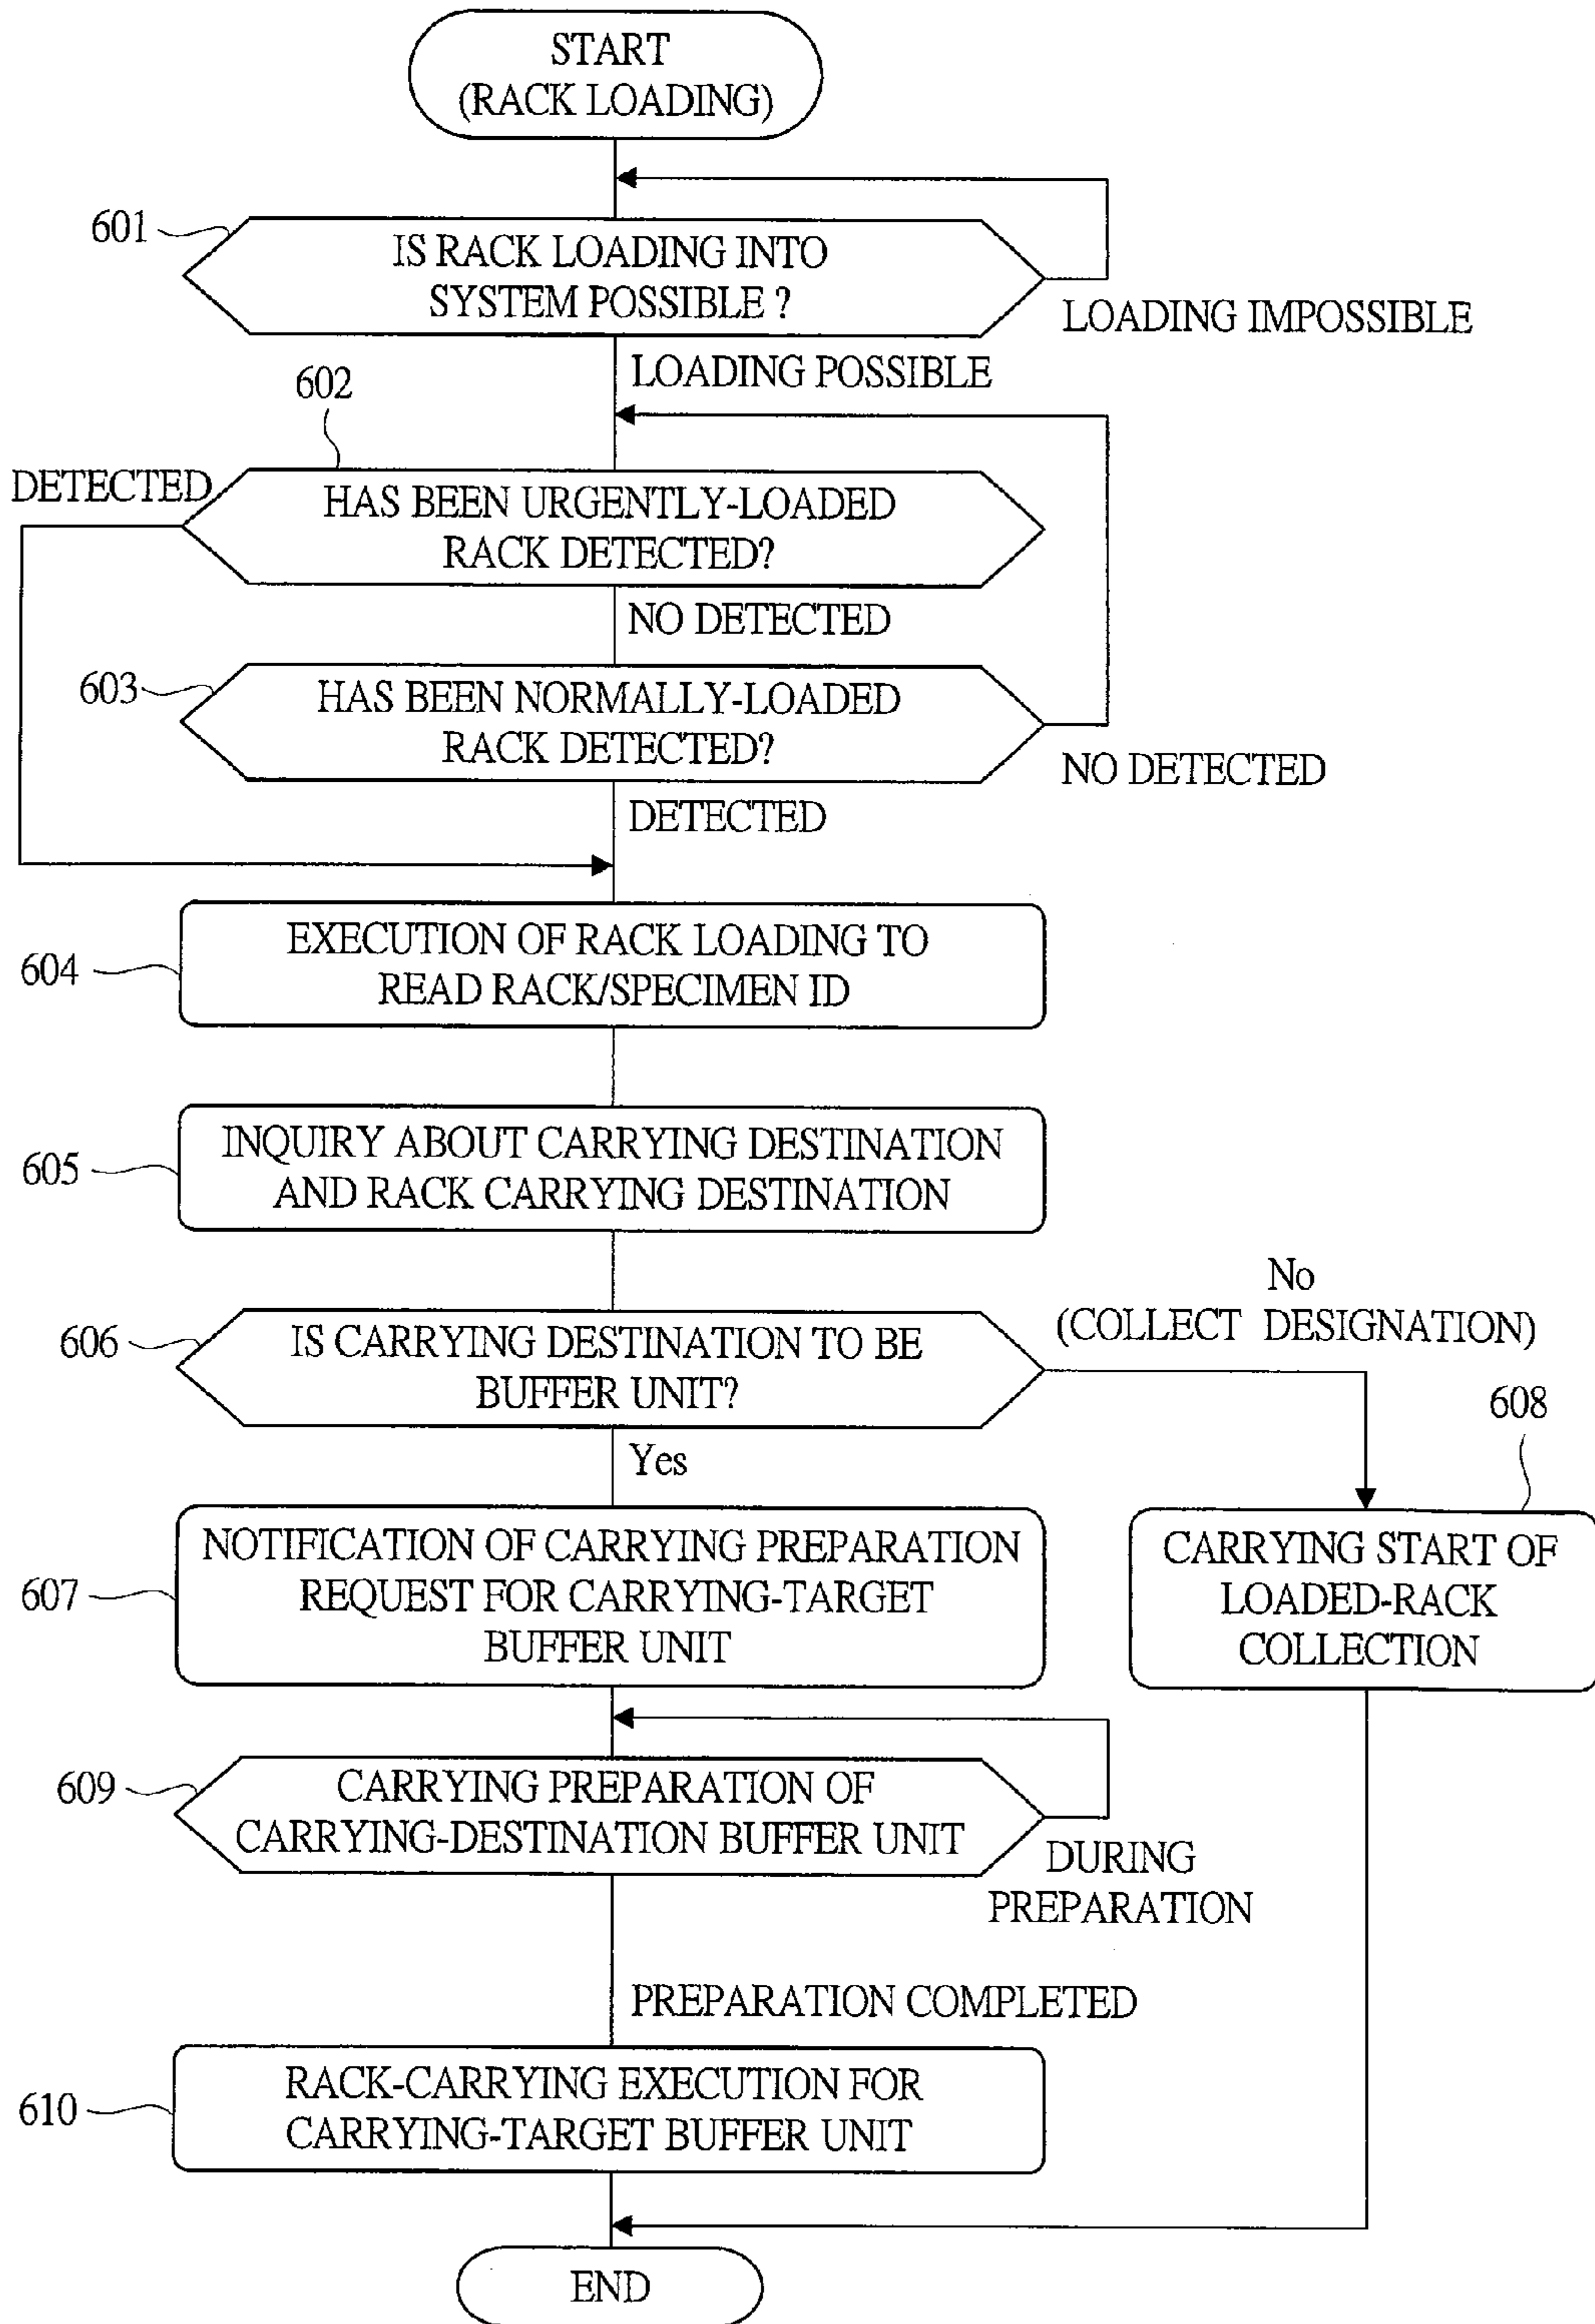 START
(RACK LOADING)
601
IS RACK LOADING INTO
SYSTEM POSSIBLE ?
LOADING IMPOSSIBLE
LOADING POSSIBLE
602
DETECTED
HAS BEEN URGENTLY-LOADED
RACK DETECTED?
NO DETECTED
603
HAS BEEN NORMALLY-LOADED
RACK DETECTED?
NO DETECTED
DETECTED
604
EXECUTION OF RACK LOADING TO
READ RACK/SPECIMEN ID
605
INQUIRY ABOUT CARRYING DESTINATION
AND RACK CARRYING DESTINATION
606
IS CARRYING DESTINATION TO BE
BUFFER UNIT?
No
(COLLECT DESIGNATION)
Yes
607
NOTIFICATION OF CARRYING PREPARATION
REQUEST FOR CARRYING-TARGET
BUFFER UNIT
608
CARRYING START OF
LOADED-RACK
COLLECTION
609
CARRYING PREPARATION OF
CARRYING-DESTINATION BUFFER UNIT
DURING
PREPARATION
PREPARATION COMPLETED
610
RACK-CARRYING EXECUTION FOR
CARRYING-TARGET BUFFER UNIT
END